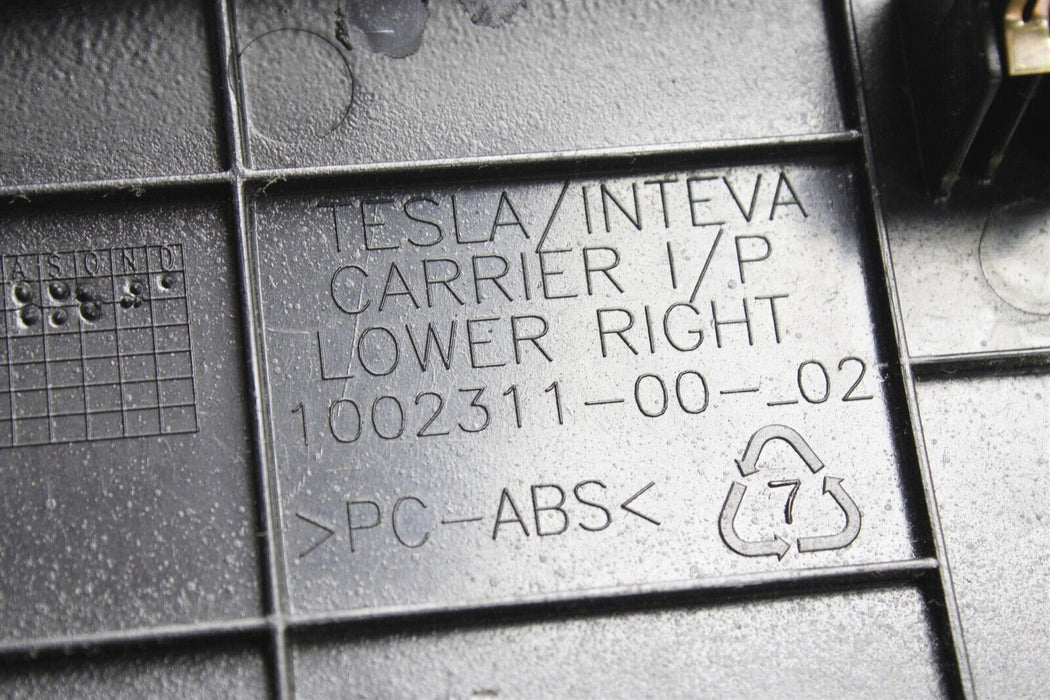 A S O N D
TESLA/INTEVA
CARRIER I/P
LOWER RIGHT
1002311-00-_02
>PC-ABS<
7